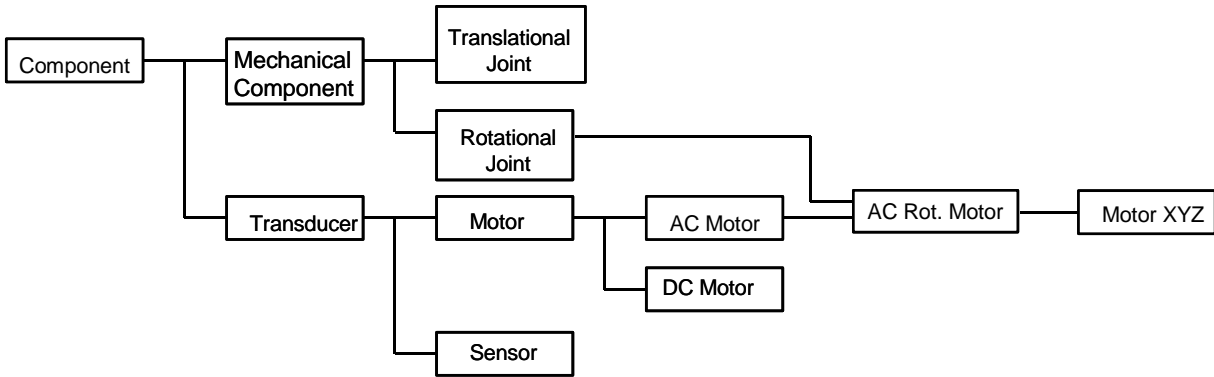 Component
Mechanical
Component
Translational
Joint
Rotational
Joint
Transducer
Motor
AC Motor
AC Rot. Motor
Motor XYZ
DC Motor
Sensor